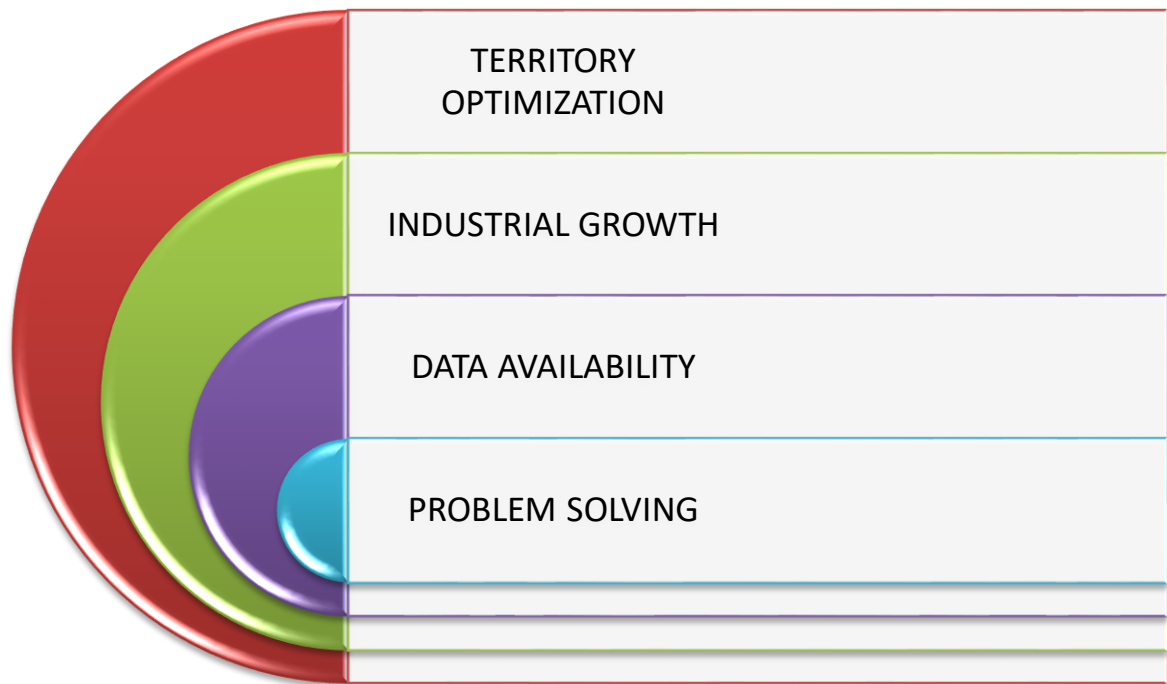 TERRITORY
OPTIMIZATION
INDUSTRIAL GROWTH
DATA AVAILABILITY
PROBLEM SOLVING